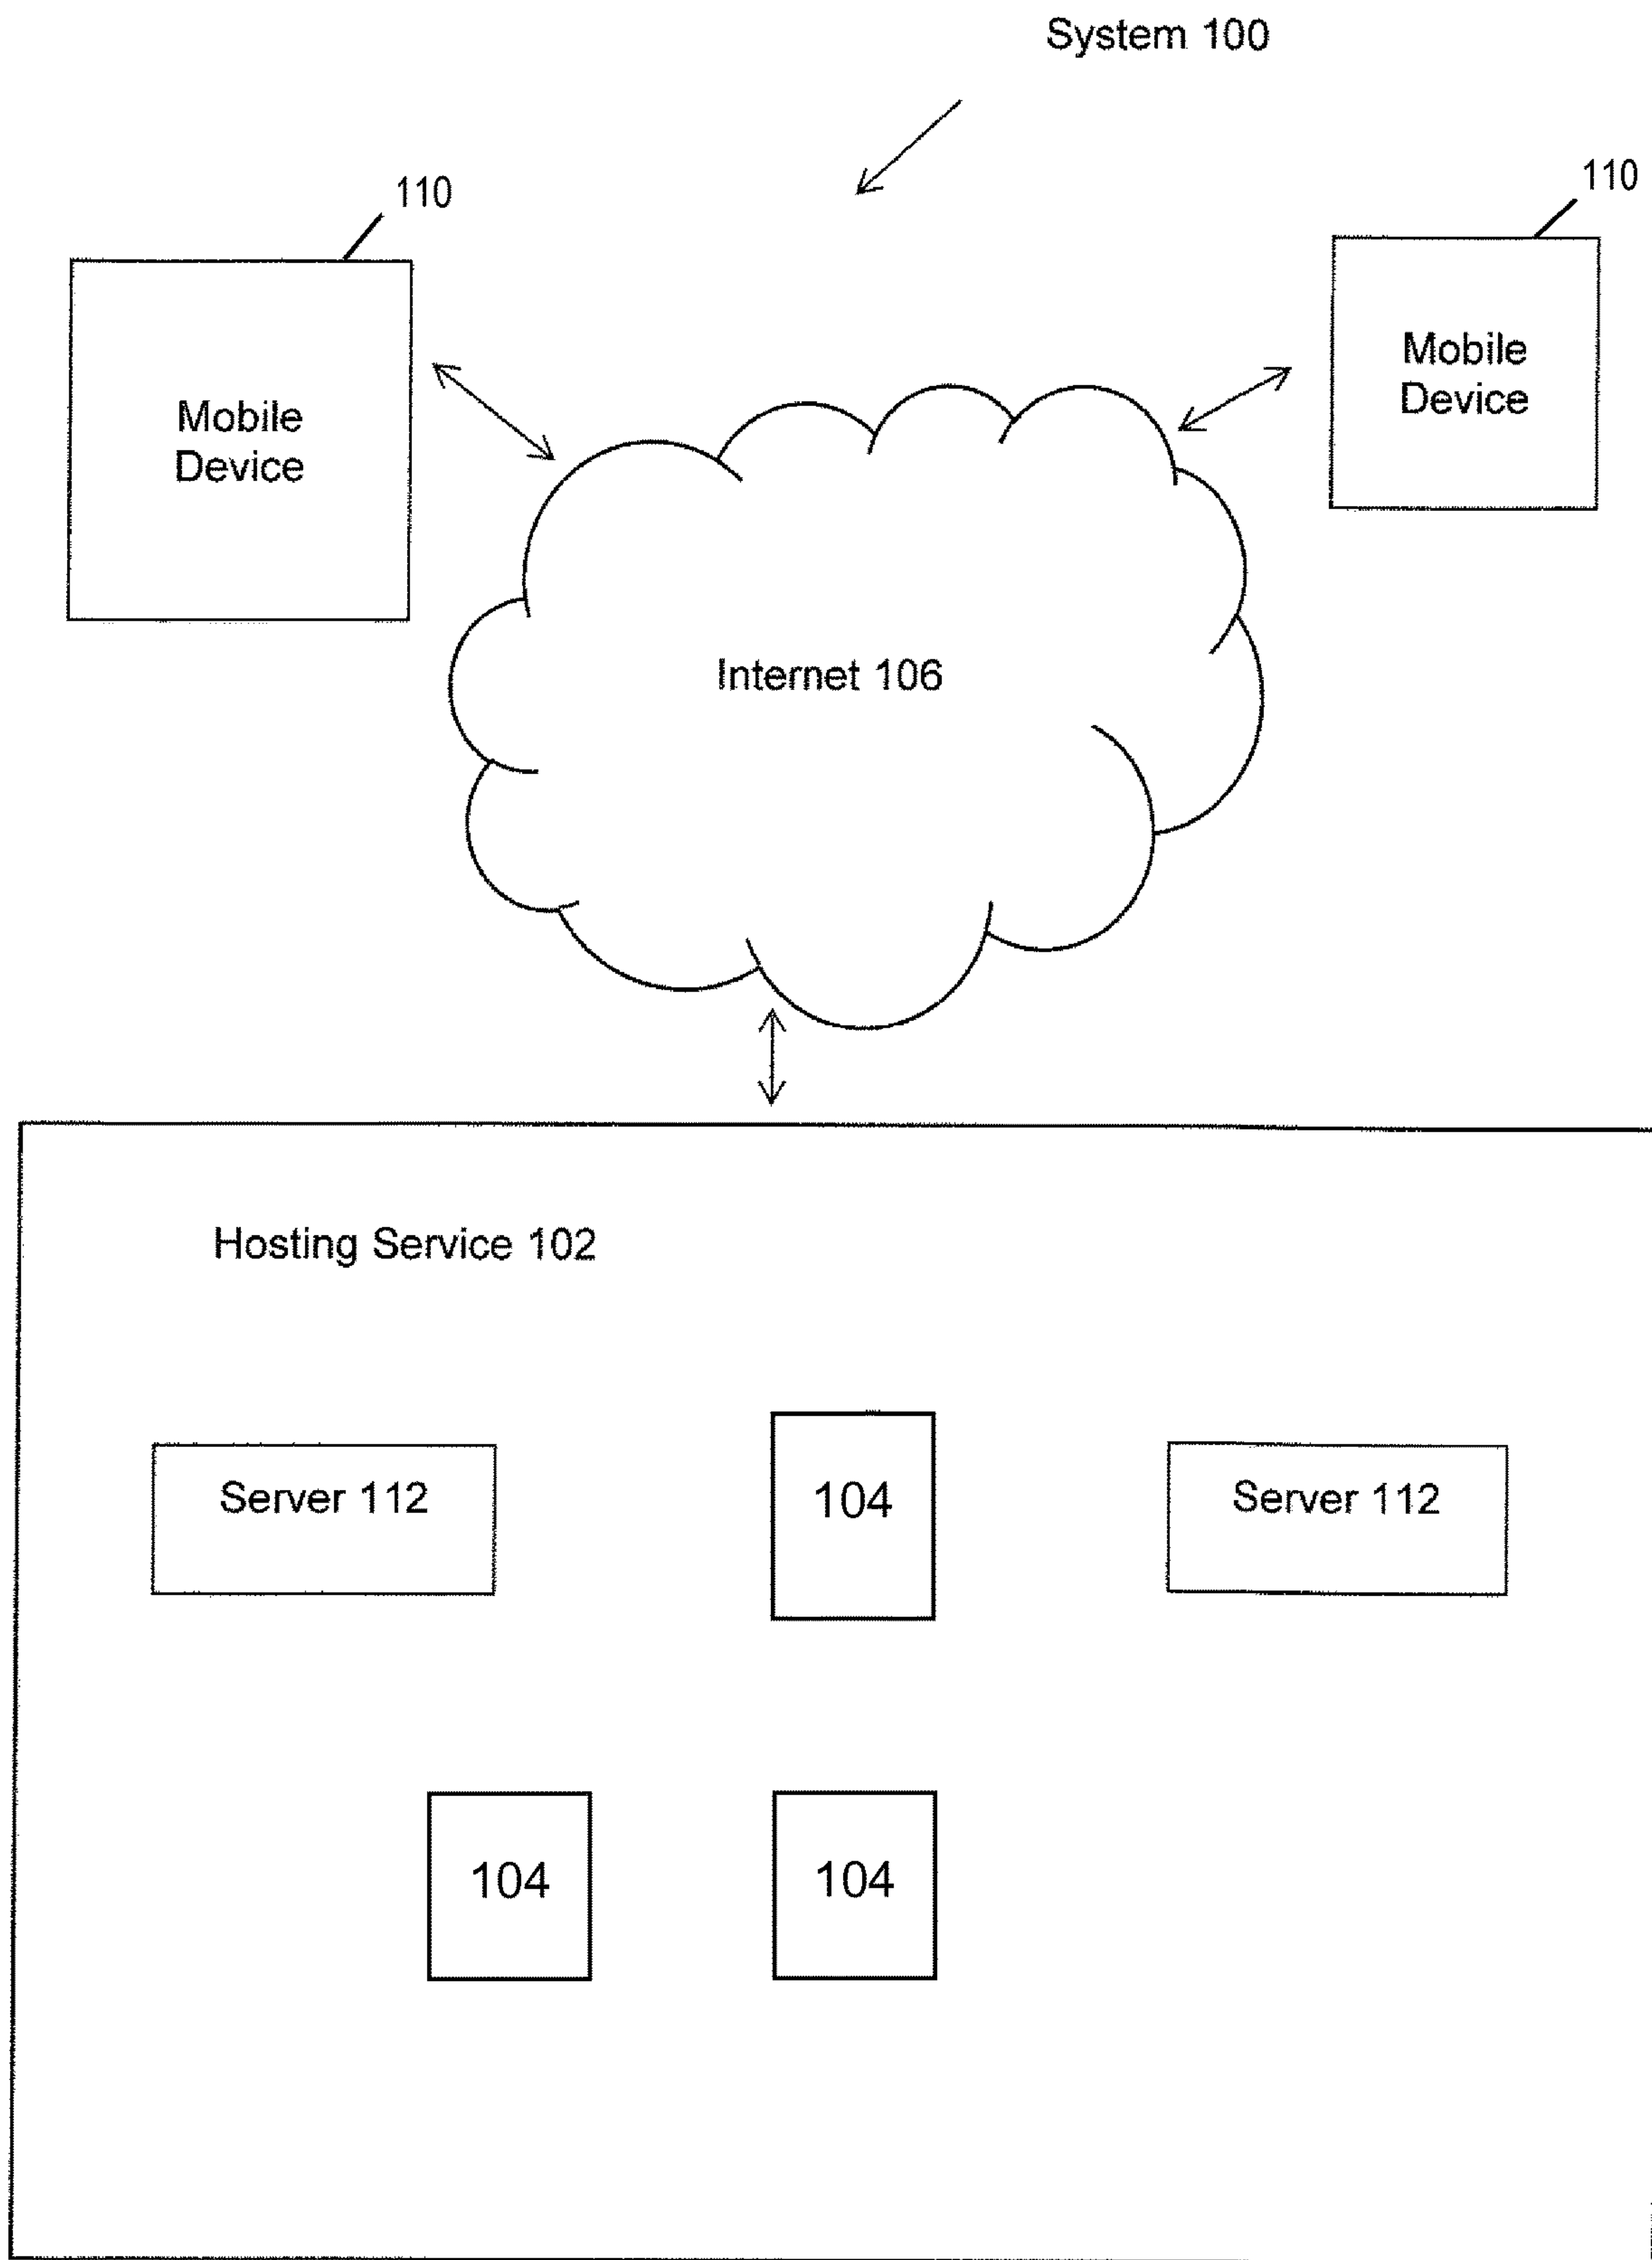 System 100
110
110
Mobile
Device
Mobile
Device
Internet 106
Hosting Service 102
Server 112
104
Server 112
104
104